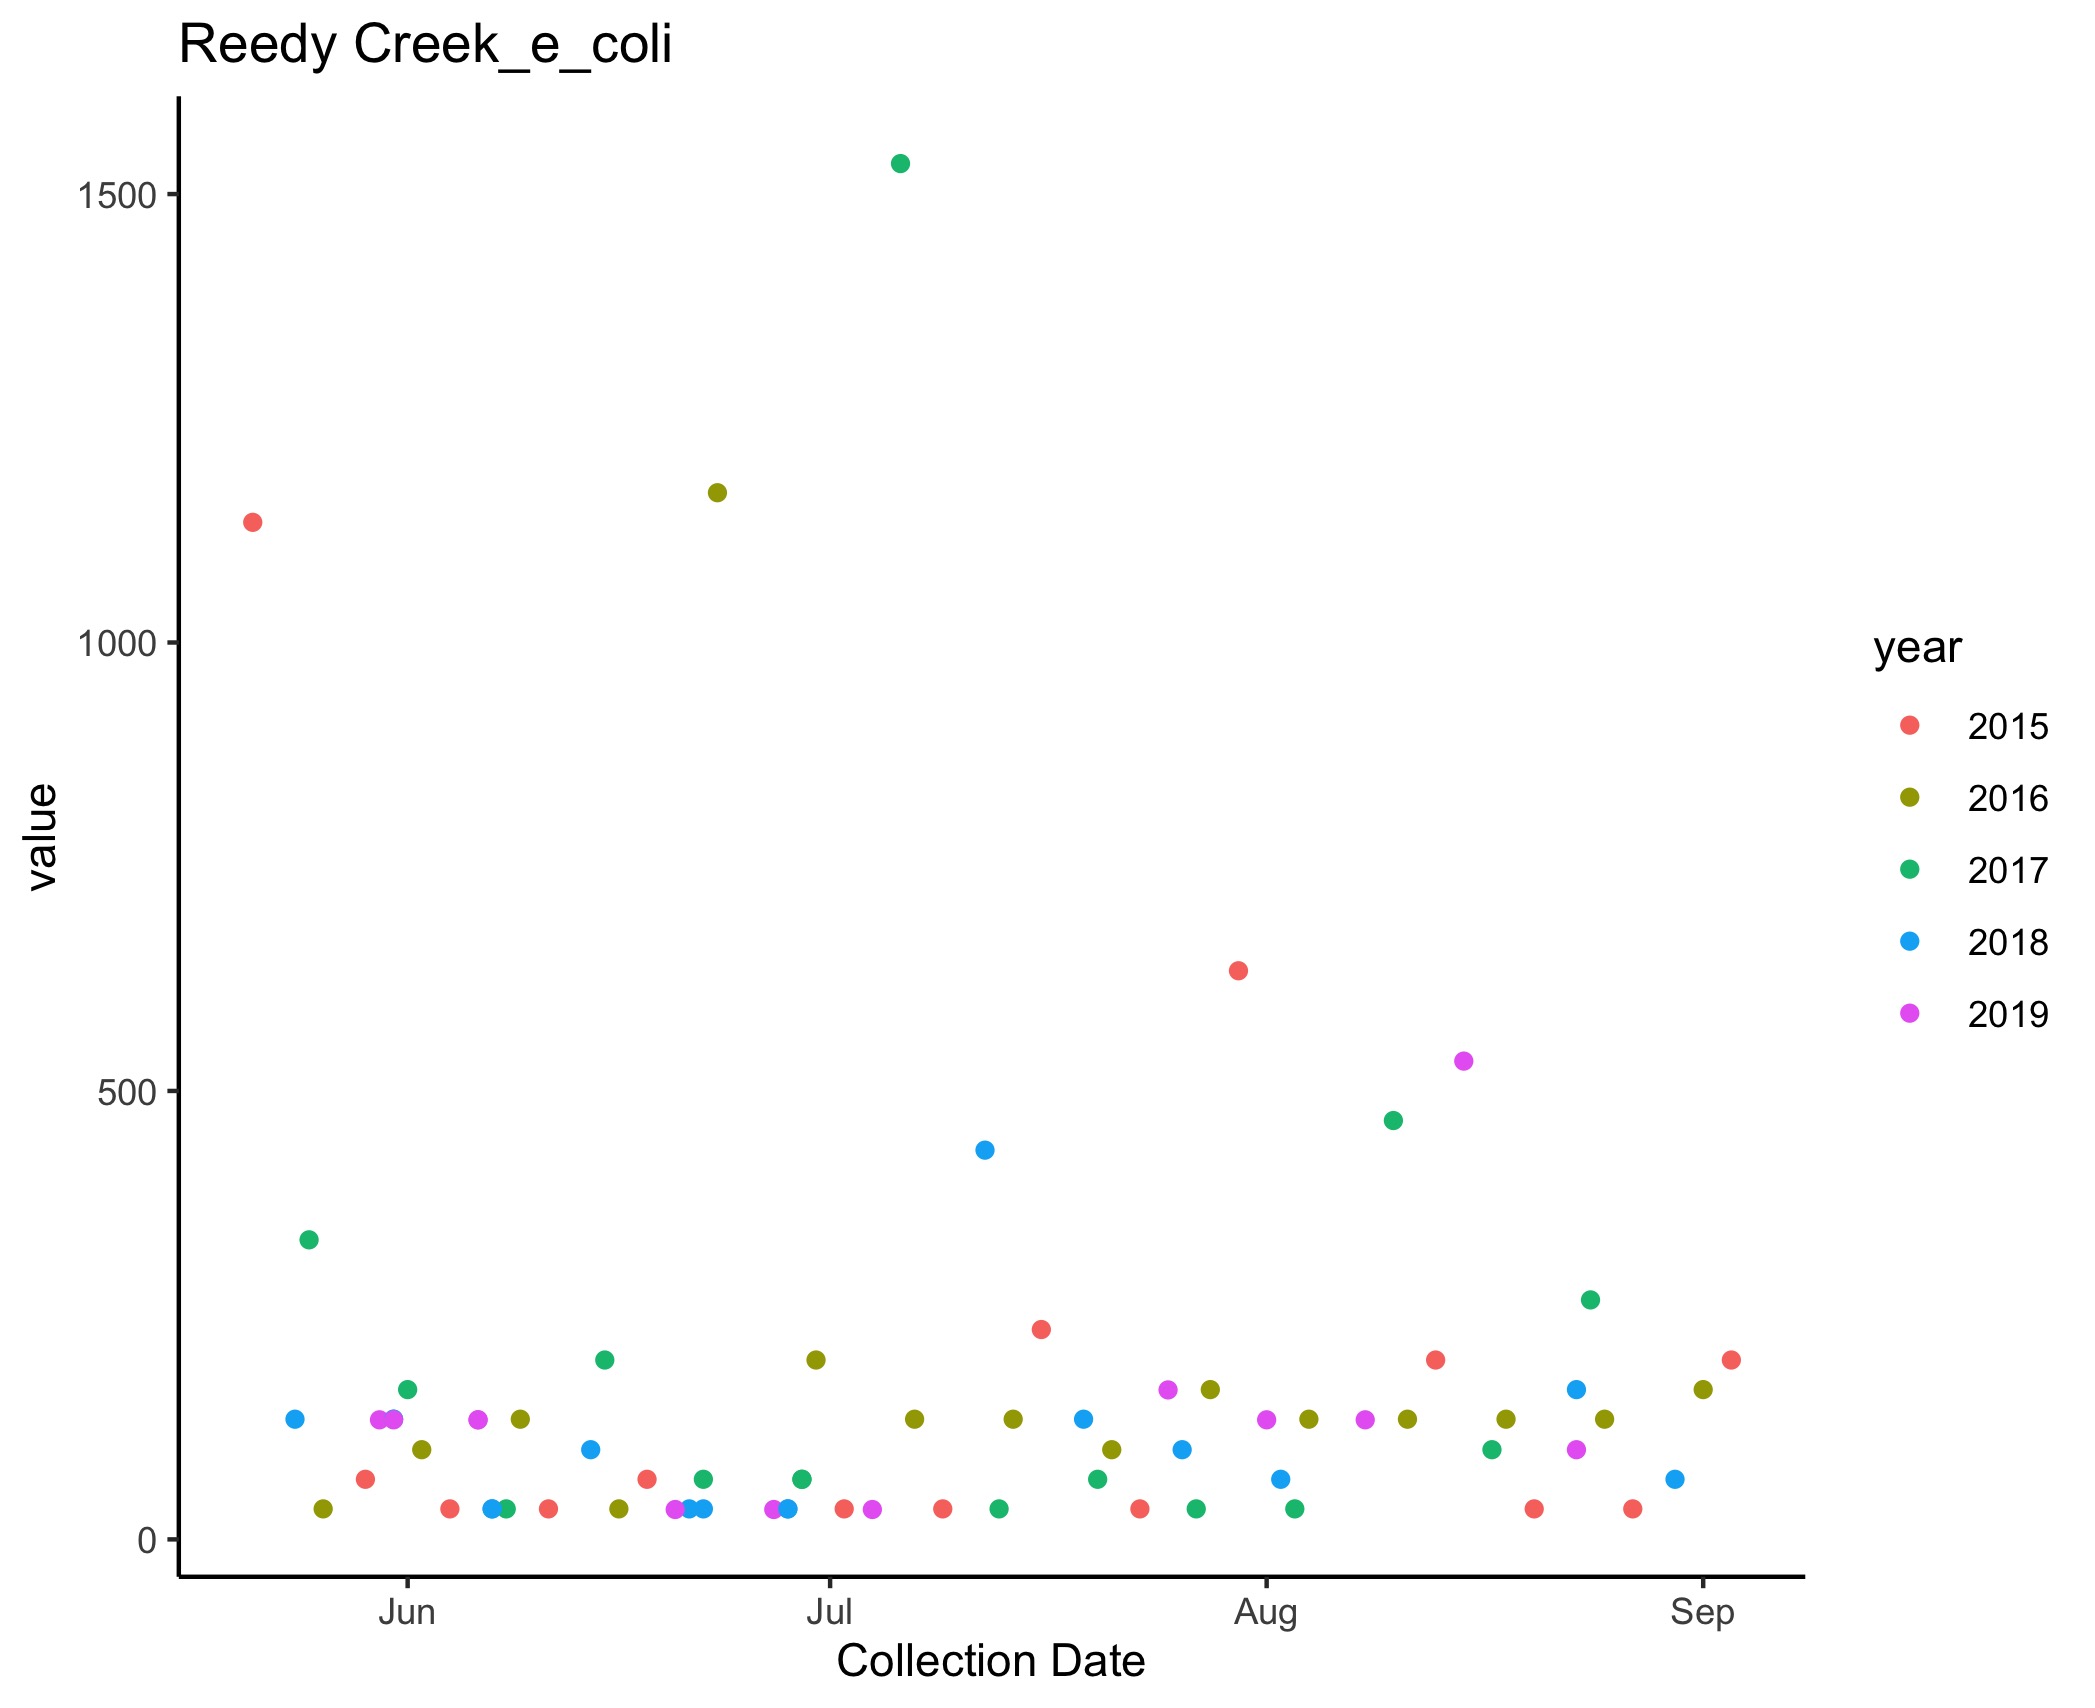 Reedy Creek_e_coli
1500
1000
500
0
value
Jun
Jul
Aug
Sep
Collection Date
year
2015
2016
2017
2018
2019